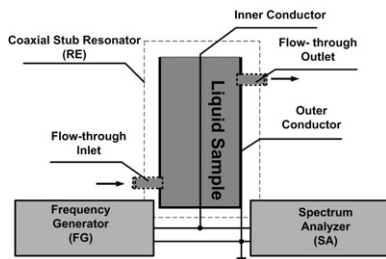 Inner Conductor
Coaxial Stub Resonator
(RE)
Flow- through
Outlet
Liquid Sample
Outer
Conductor
Flow-through
Inlet
Frequency
Generator
(FG)
Spectrum
Analyzer
(SA)